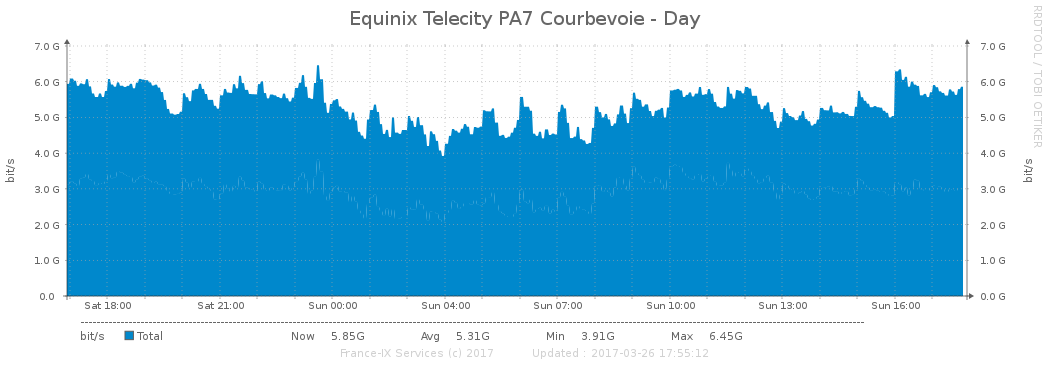 Equinix Telecity PA7 Courbevoie - Day
RRDTOOL / TOBI OETIKER
7.0 G 7.0 G
6.0 G 6.0 G
5.0 G 5.0 G
4.0 G 4.0 G
3.0 G 3.0 G
2.0 G 2.0 G
1.0 G 1.0 G
0.0 0.0 G
bit/s
bit/s
Sat 18:00 Sat 21:00 Sun 00:00 Sun 04:00 Sun 07:00 Sun 10:00 Sun 13:00 Sun 16:00
bit/s Total Now 5.85G Avg 5.31G Min 3.91G Max 6.45G
France-IX Services (c) 2017 Updated : 2017-03-26 17:55:12